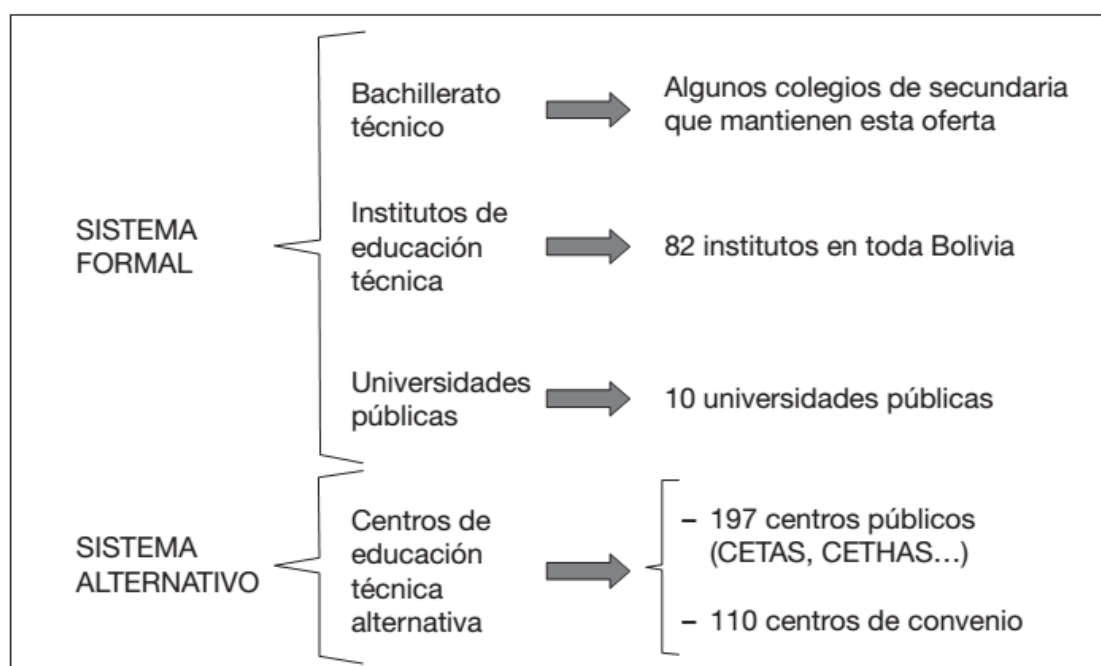 SISTEMA
FORMAL
Bachillerato
técnico
Algunos colegios de secundaria
que mantienen esta oferta
Institutos de
educación
técnica
82 institutos en toda Bolivia
Universidades
públicas
10 universidades públicas
SISTEMA
ALTERNATIVO
Centros de
educación
técnica
alternativa
– 197 centros públicos
(CETAS, CETHAS…)
– 110 centros de convenio